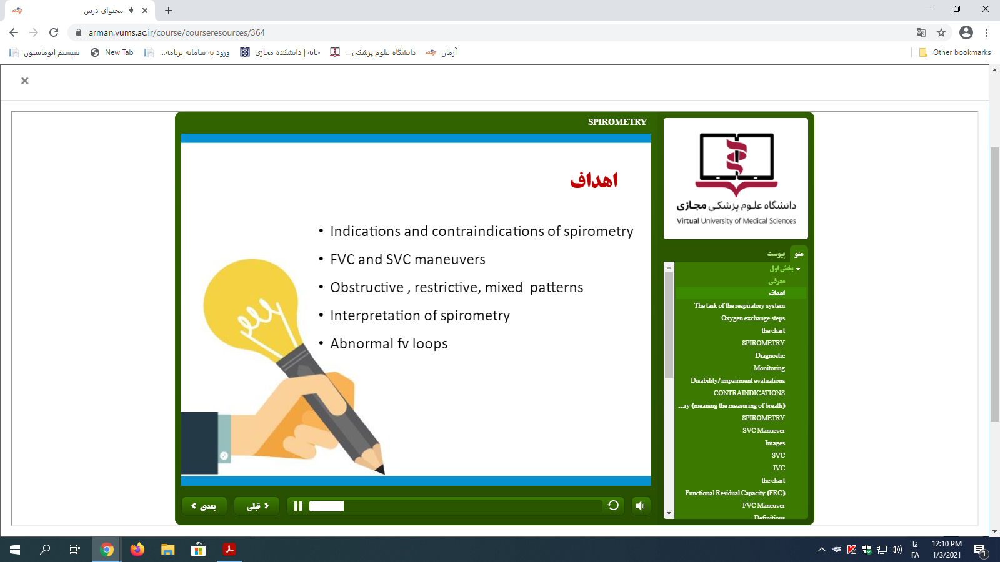 محتوای درس
arman.vums.ac.ir/course/courseresources/364
سیستم اتوماسیون
New Tab
ورود به سامانه برنامه...
خانه | دانشکده مجازی
دانشگاه علوم پزشکی...
آرمان
Other bookmarks
SPIROMETRY
اهداف
• Indications and contraindications of spirometry
• FVC and SVC maneuvers
• Obstructive , restrictive, mixed patterns
• Interpretation of spirometry
• Abnormal fv loops
دانشگاه علوم پزشکی مجازی
Virtual University of Medical Sciences
منو
پیوست
بخش اول
معرفی
اهداف
The task of the respiratory system
Oxygen exchange steps
the chart
SPIROMETRY
Diagnostic
Monitoring
Disability/impairment evaluations
CONTRAINDICATIONS
...ry (meaning the measuring of breath)
SPIROMETRY
SVC Manuever
Images
SVC
IVC
the chart
Functional Residual Capacity (FRC)
FVC Maneuver
Definitions
بعدی
قبلی
فا
FA
12:10 PM
1/3/2021
1